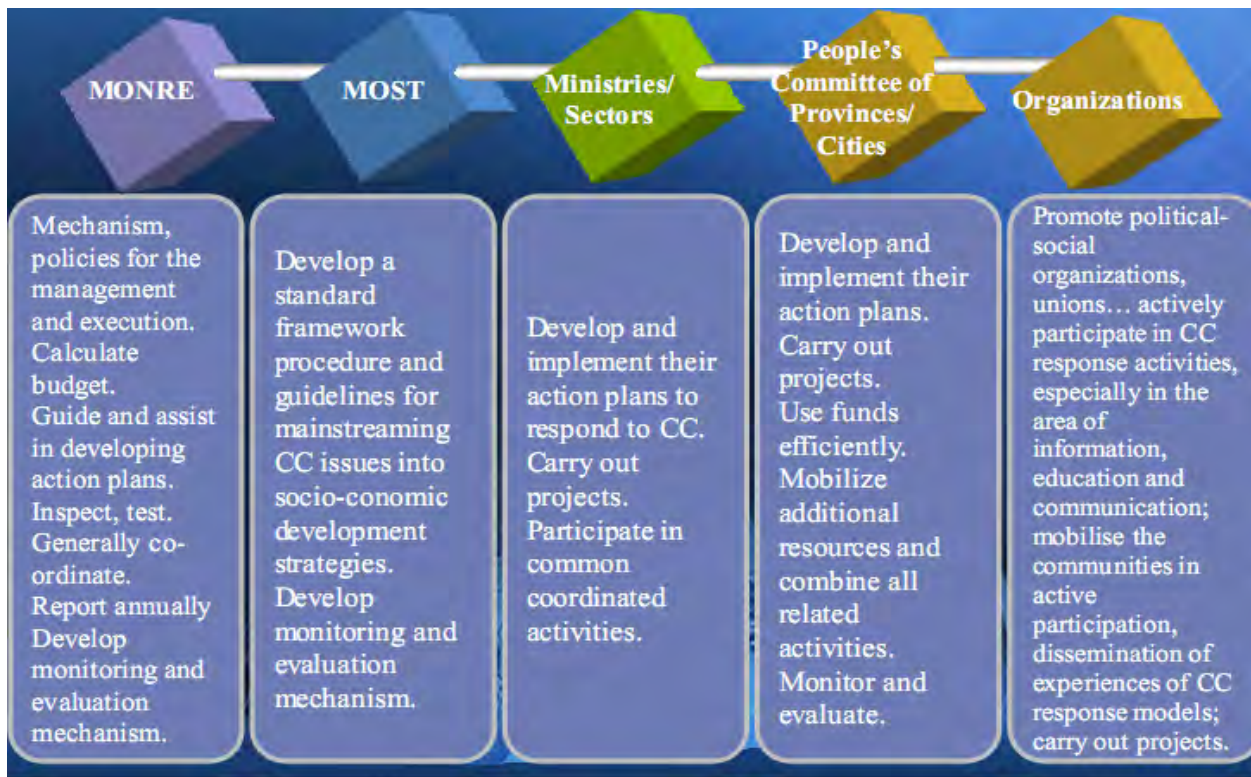 MONRE
MOST
Ministries/
Sectors
People's
Committee of
Provinces/
Cities
Organizations
Mechanism,
policies for the
management
and execution.
Calculate
budget.
Guide and assist
in developing
action plans.
Inspect, test.
Generally co-
ordinate.
Report annually
Develop
monitoring and
evaluation
mechanism.
Develop a
standard
framework
procedure and
guidelines for
mainstreaming
CC issues into
socio-conomic
development
strategies.
Develop
monitoring and
evaluation
mechanism.
Develop and
implement their
action plans to
respond to CC.
Carry out
projects.
Participate in
common
coordinated
activities.
Develop and
implement their
action plans.
Carry out
projects.
Use funds
efficiently.
Mobilize
additional
resources and
combine all
related
activities.
Monitor and
evaluate.
Promote political-
social
organizations,
unions… actively
participate in CC
response activities,
especially in the
area of
information,
education and
communication;
mobilise the
communities in
active
participation,
dissemination of
experiences of CC
response models;
carry out projects.